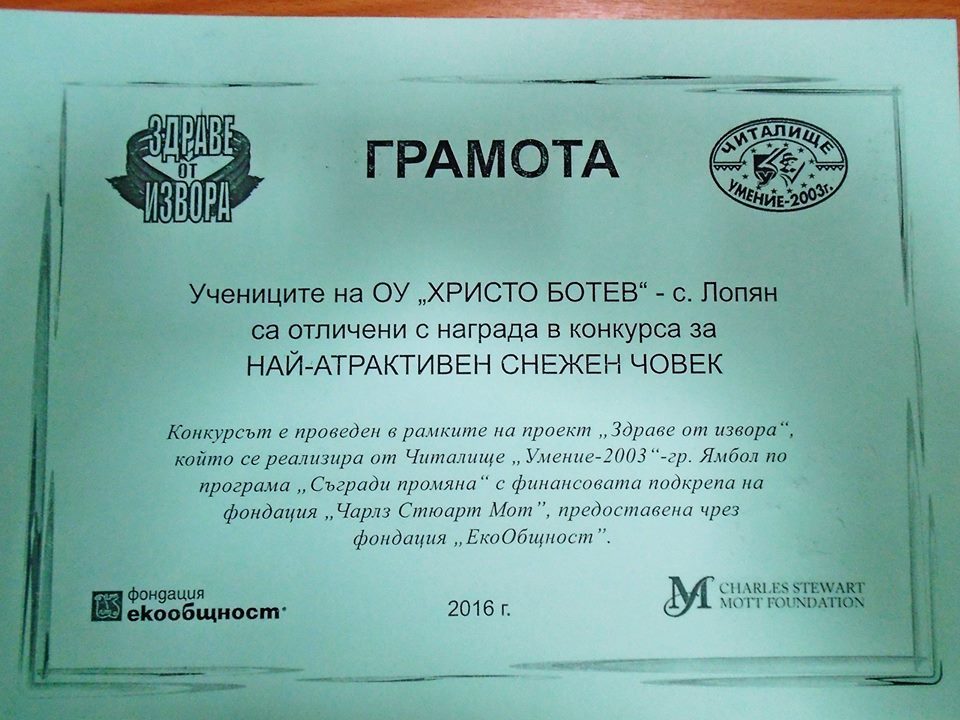 ЗДРАВЕ
ОТ
ИЗВОРА
ГРАМОТА
ЧИТАЛИЩЕ
УМЕНИЕ-2003г.
Учениците на ОУ „ХРИСТО БОТЕВ“ - с. Лопян
са отличени с награда в конкурса за
НАЙ-АТРАКТИВЕН СНЕЖЕН ЧОВЕК
Конкурсът е проведен в рамките на проект „Здраве от извора“,
който се реализира от Читалище „Умение-2003“-гр. Ямбол по
програма „Съгради промяна“ с финансовата подкрепа на
фондация „Чарлз Стюарт Мот”, предоставена чрез
фондация „ЕкоОбщност”.
фондация
екообщност
2016 г.
CHARLES STEWART
MOTT FOUNDATION